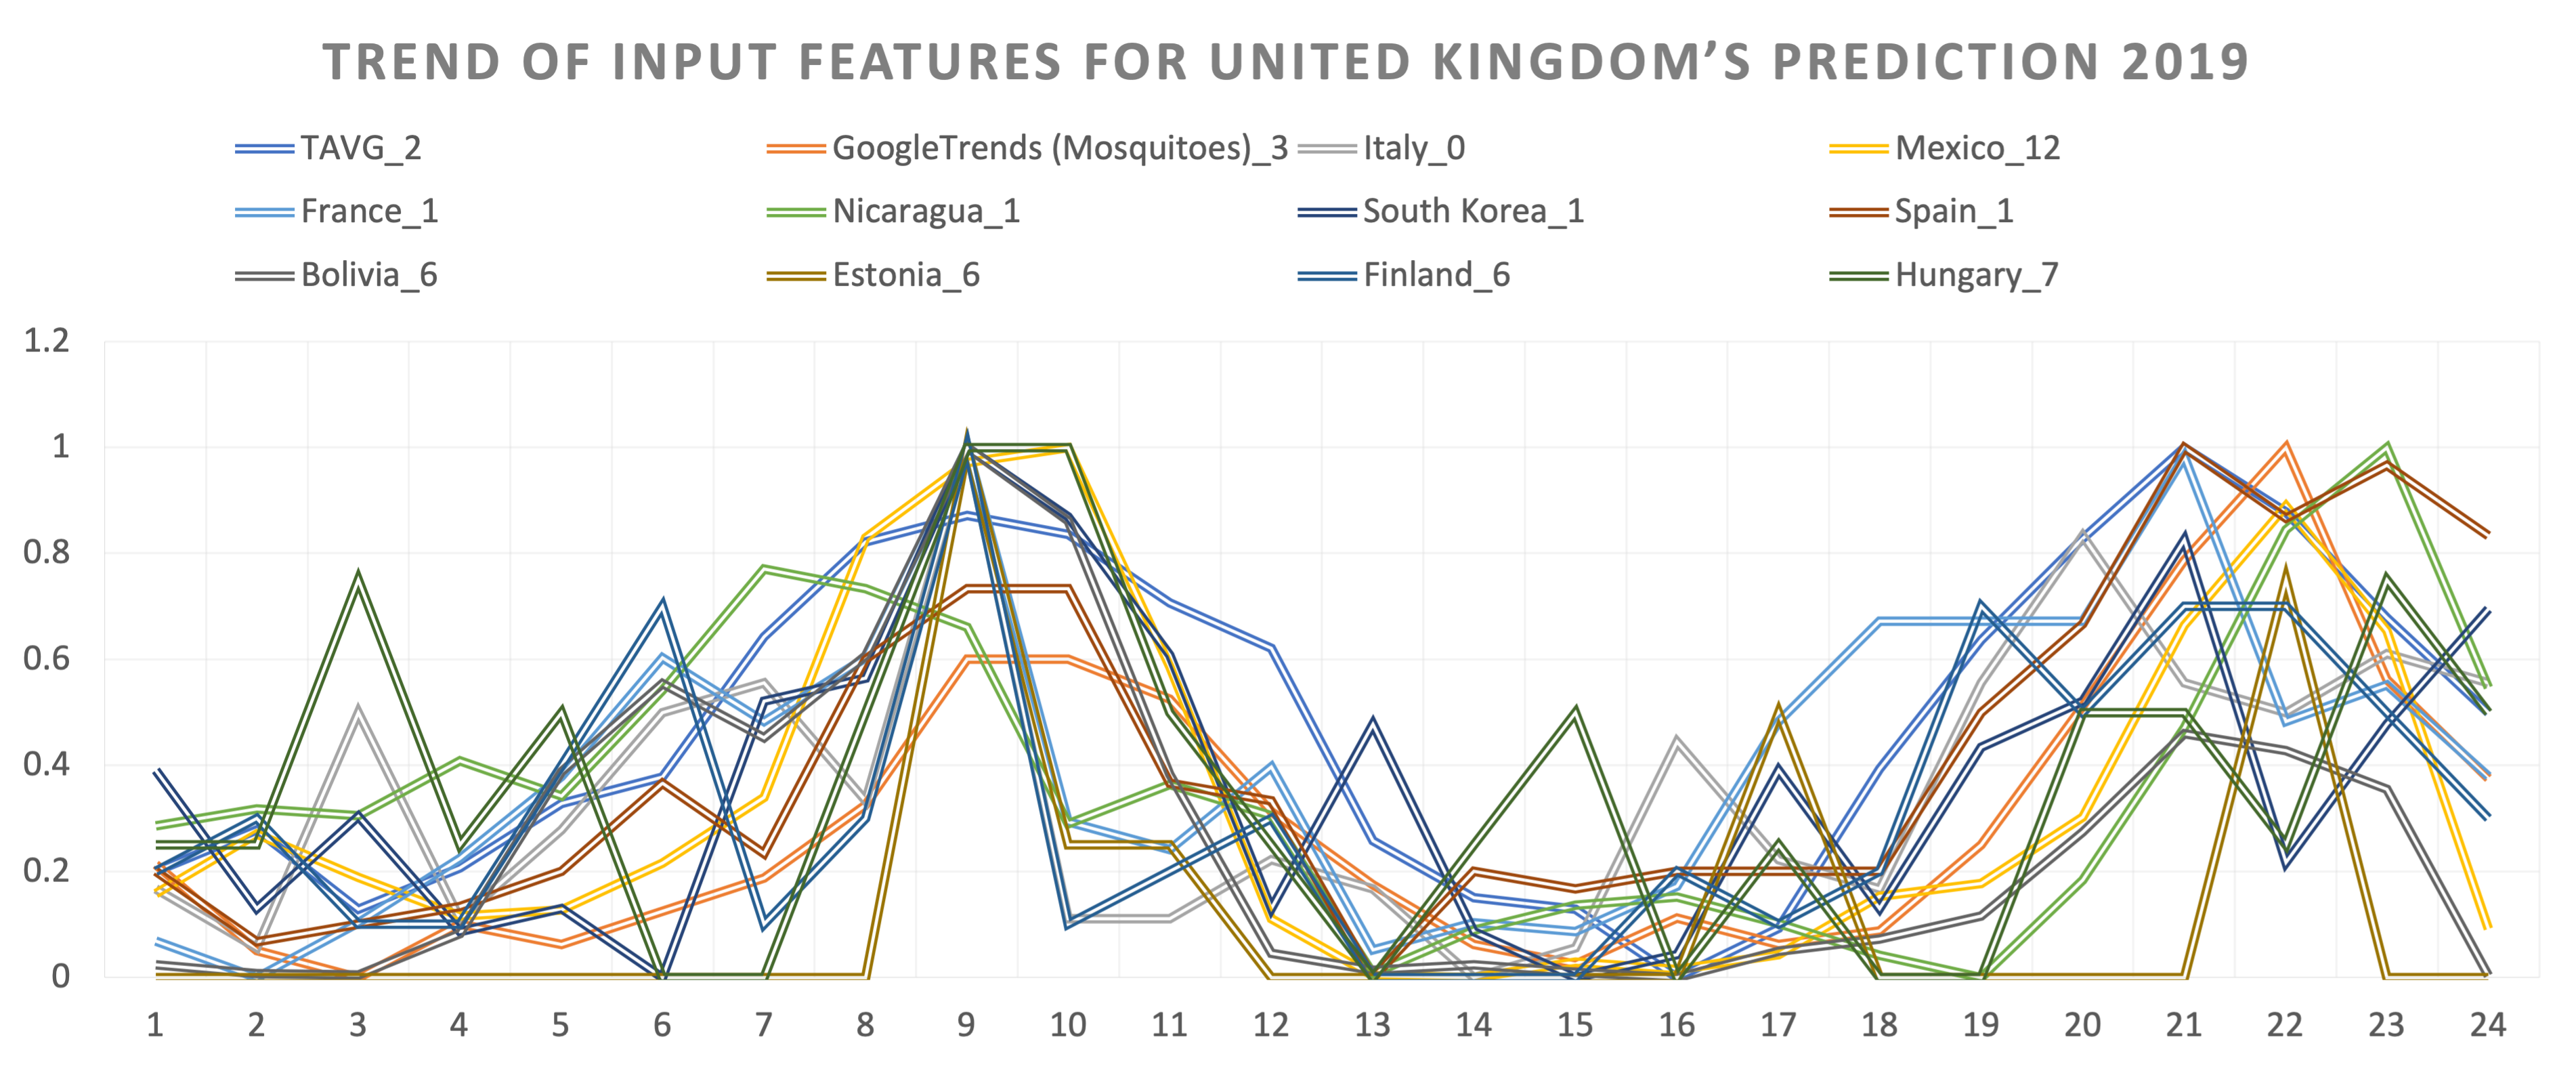 TREND OF INPUT FEATURES FOR UNITED KINGDOM’S PREDICTION 2019
TAVG_2 GoogleTrends (Mosquitoes)_3 Italy_0 Mexico_12
France_1 Nicaragua_1 South Korea_1 Spain_1
Bolivia_6 Estonia_6 Finland_6 Hungary_7
1.2
1
0.8
0.6
0.4
0.2
0
1 2 3 4 5 6 7 8 9 10 11 12 13 14 15 16 17 18 19 20 21 22 23 24